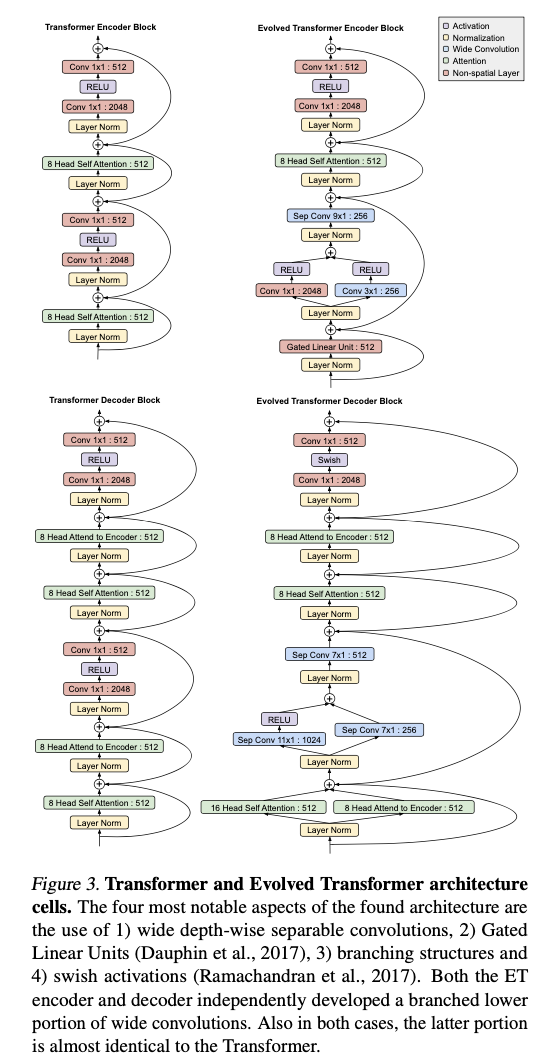 Transformer Encoder Block
Conv 1x1 : 512
RELU
Conv 1x1 : 2048
Layer Norm
8 Head Self Attention : 512
Layer Norm
Conv 1x1 : 512
RELU
Conv 1x1 : 2048
Layer Norm
8 Head Self Attention : 512
Layer Norm
Evolved Transformer Encoder Block
Conv 1x1 : 512
RELU
Conv 1x1 : 2048
Layer Norm
8 Head Self Attention : 512
Layer Norm
Sep Conv 9x1 : 256
Layer Norm
RELU RELU
Conv 1x1 : 2048 Conv 3x1 : 256
Layer Norm
Gated Linear Unit : 512
Layer Norm
Activation
Normalization
Wide Convolution
Attention
Non-spatial Layer
Transformer Decoder Block
Conv 1x1 : 512
RELU
Conv 1x1 : 2048
Layer Norm
8 Head Attend to Encoder : 512
Layer Norm
8 Head Self Attention : 512
Layer Norm
Conv 1x1 : 512
RELU
Conv 1x1 : 2048
Layer Norm
8 Head Attend to Encoder : 512
Layer Norm
8 Head Self Attention : 512
Layer Norm
Evolved Transformer Decoder Block
Conv 1x1 : 512
Swish
Conv 1x1 : 2048
Layer Norm
8 Head Attend to Encoder : 512
Layer Norm
8 Head Self Attention : 512
Layer Norm
Sep Conv 7x1 : 512
Layer Norm
RELU
Sep Conv 11x1 : 1024 Sep Conv 7x1 : 256
Layer Norm
16 Head Self Attention : 512 8 Head Attend to Encoder : 512
Layer Norm
Figure 3. Transformer and Evolved Transformer architecture
cells. The four most notable aspects of the found architecture are
the use of 1) wide depth-wise separable convolutions, 2) Gated
Linear Units (Dauphin et al., 2017), 3) branching structures and
4) swish activations (Ramachandran et al., 2017). Both the ET
encoder and decoder independently developed a branched lower
portion of wide convolutions. Also in both cases, the latter portion
is almost identical to the Transformer.